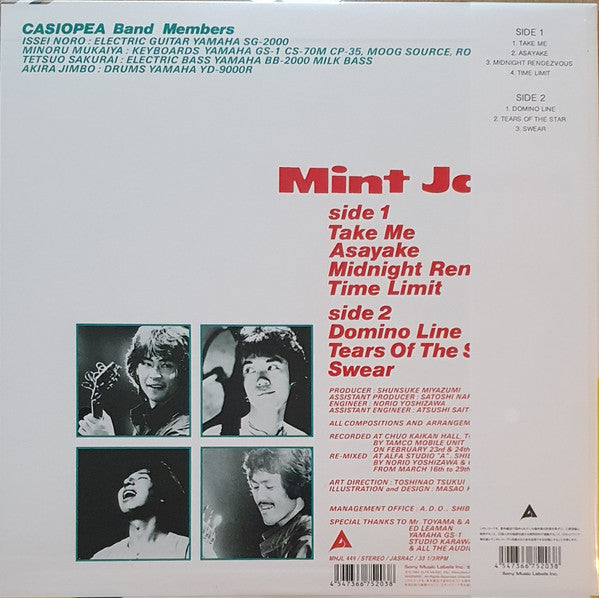 CASIOPEA Band Members
ISSEI NORO : ELECTRIC GUITAR YAMAHA SG-2000
MINORU MUKAIYA : KEYBOARDS YAMAHA GS-1 CS-70M CP-35, MOOG SOURCE, RO
TETSUO SAKURAI : ELECTRIC BASS YAMAHA BB-2000 MILK BASS
AKIRA JIMBO : DRUMS YAMAHA YD-9000R
Mint Ja
side 1
Take Me
Asayake
Midnight Ren
Time Limit
side 2
Domino Line
Tears Of The S
Swear
PRODUCER : SHUNSUKE MIYAZUMI
ASSISTANT PRODUCER : SATOSHI NA
ENGINEER : NORIO YOSHIZAWA
ASSISTANT ENGINEER : ATSUSHI SAIT
ALL COMPOSITIONS AND ARRANGEM
RECORDED AT CHUO KAIKAN HALL, T
BY TAMCO MOBILE UNIT
ON FEBRUARY 23rd & 24th
RE-MIXED AT ALFA STUDIO "A", SHIB
BY NORIO YOSHIZAWA &
FROM MARCH 16th to 29th
ART DIRECTION : TOSHINAO TSUKUI
ILLUSTRATION and DESIGN : MASAO
MANAGEMENT OFFICE : A.D.O., SHIB
SPECIAL THANKS TO Mr. TOYAMA & A
ED LEAMAN
YAMAHA GS-1
STUDIO KARAWA
& ALL THE AUDI
MHJL 449 / STEREO / JASRAC / 33 1/3RPM
Sony Music Labels Inc.
4 547366 752038
SIDE 1
1. TAKE ME
2. ASAYAKE
3. MIDNIGHT RENDEZVOUS
4. TIME LIMIT
SIDE 2
1. DOMINO LINE
2. TEARS OF THE STAR
3. SWEAR
4 547366 752038
Sony Music Labels Inc.